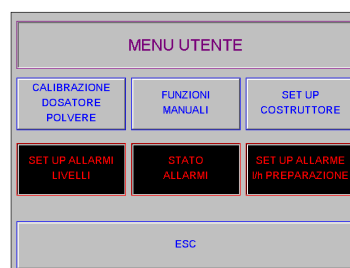 MENU UTENTE
CALIBRAZIONE
DOSATORE
POLVERE
FUNZIONI
MANUALI
SET UP
COSTRUTTORE
SET UP ALLARMI
LIVELLI
STATO
ALLARMI
SET UP ALLARME
l/h PREPARAZIONE
ESC